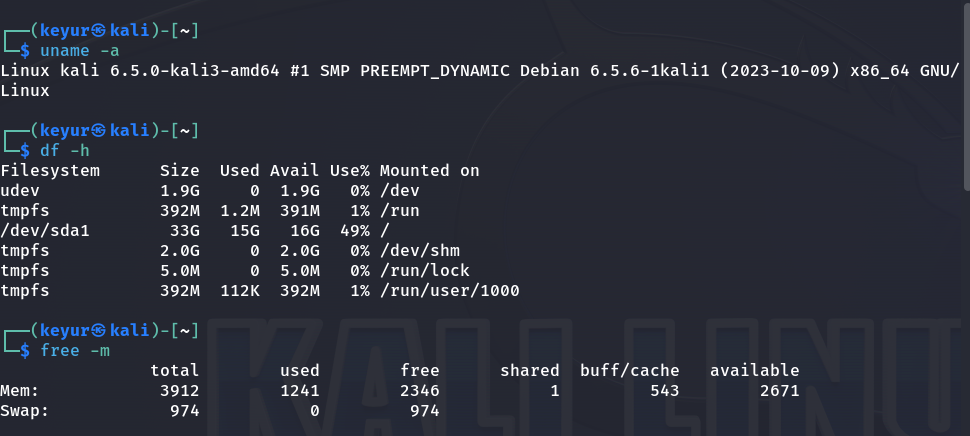 ┌──(keyur㉿kali)-[~]
└─$ uname -a
Linux kali 6.5.0-kali3-amd64 #1 SMP PREEMPT_DYNAMIC Debian 6.5.6-1kali1 (2023-10-09) x86_64 GNU/
Linux
┌──(keyur㉿kali)-[~]
└─$ df -h
Filesystem      Size  Used Avail Use% Mounted on
udev            1.9G     0  1.9G   0% /dev
tmpfs           392M  1.2M  391M   1% /run
/dev/sda1        33G   15G   16G  49% /
tmpfs           2.0G     0  2.0G   0% /dev/shm
tmpfs           5.0M     0  5.0M   0% /run/lock
tmpfs           392M  112K  392M   1% /run/user/1000
┌──(keyur㉿kali)-[~]
└─$ free -m
               total        used        free      shared  buff/cache   available
Mem:            3912        1241        2346           1         543        2671
Swap:            974           0         974
KALI LINU